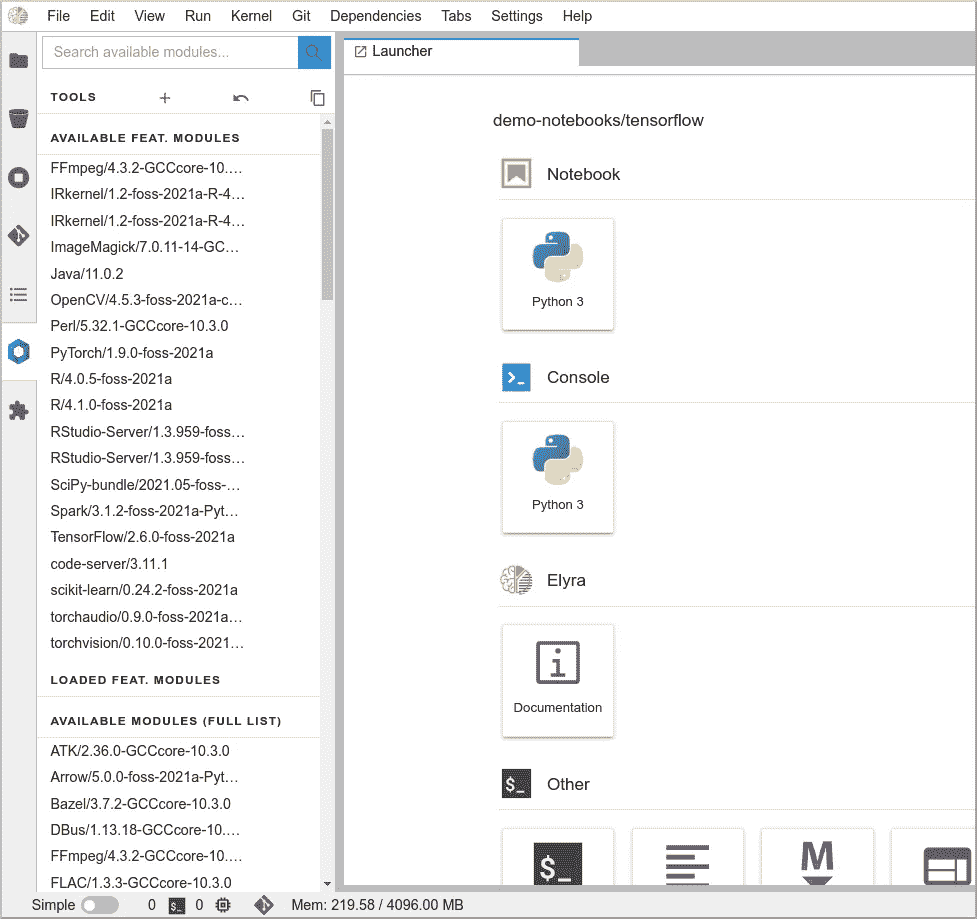 File Edit View Run Kernel Git Dependencies Tabs Settings Help
Search available modules...
TOOLS
AVAILABLE FEAT. MODULES
FFmpeg/4.3.2-GCCcore-10....
IRkernel/1.2-foss-2021a-R-4...
IRkernel/1.2-foss-2021a-R-4...
ImageMagick/7.0.11-14-GC...
Java/11.0.2
OpenCV/4.5.3-foss-2021a-c...
Perl/5.32.1-GCCcore-10.3.0
PyTorch/1.9.0-foss-2021a
R/4.0.5-foss-2021a
R/4.1.0-foss-2021a
RStudio-Server/1.3.959-foss...
RStudio-Server/1.3.959-foss...
SciPy-bundle/2021.05-foss-...
Spark/3.1.2-foss-2021a-Pyt...
TensorFlow/2.6.0-foss-2021a
code-server/3.11.1
scikit-learn/0.24.2-foss-2021a
torchaudio/0.9.0-foss-2021a...
torchvision/0.10.0-foss-2021...
LOADED FEAT. MODULES
AVAILABLE MODULES (FULL LIST)
ATK/2.36.0-GCCcore-10.3.0
Arrow/5.0.0-foss-2021a-Pyt...
Bazel/3.7.2-GCCcore-10.3.0
DBus/1.13.18-GCCcore-10....
FFmpeg/4.3.2-GCCcore-10....
FLAC/1.3.3-GCCcore-10.3.0
Launcher
demo-notebooks/tensorflow
Notebook
Python 3
Console
Python 3
Elyra
Documentation
$_ Other
$_ M
Simple 0 $_ 0 Mem: 219.58 / 4096.00 MB